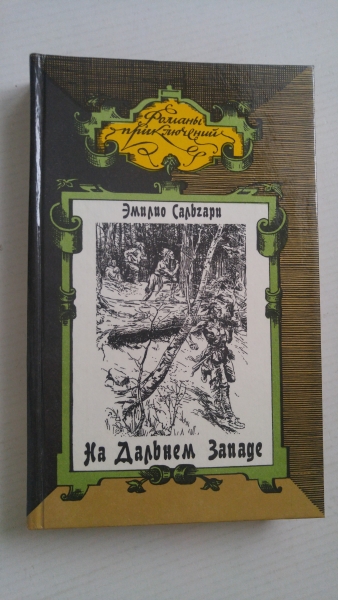 Романы
приключений
Эмилио Сальгари
На Дальнем Западе